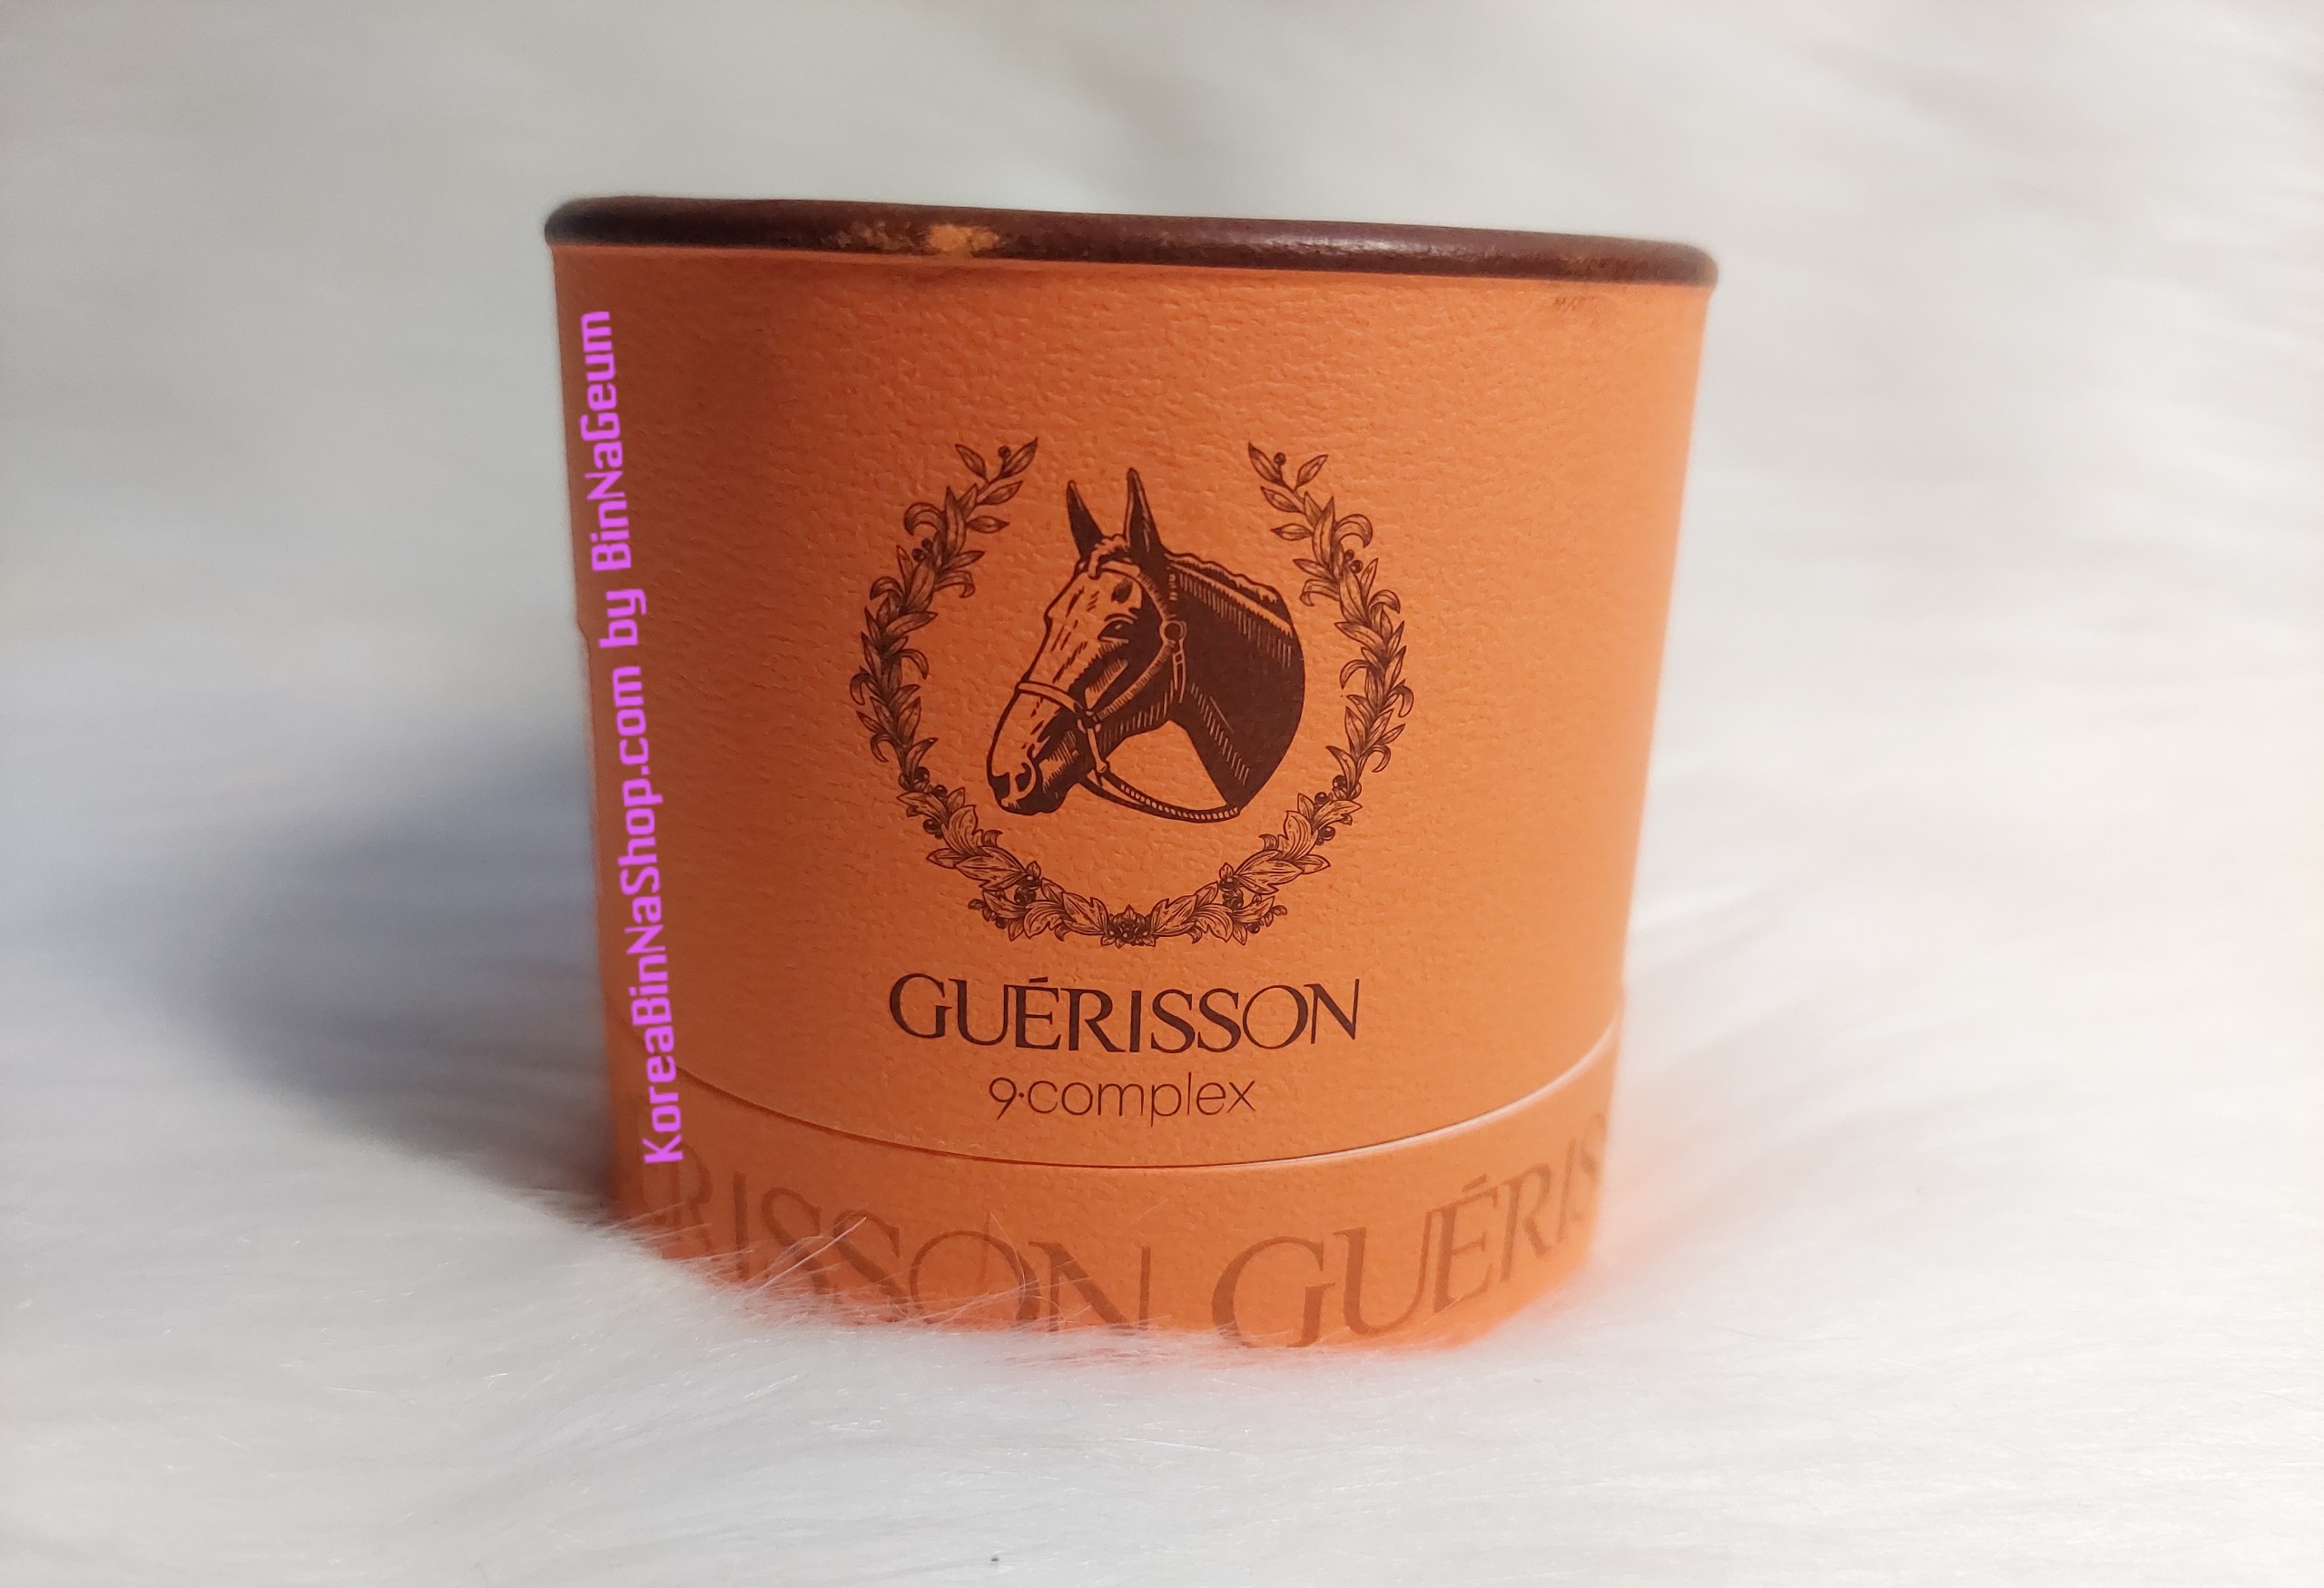 KoreaBinNaShop.com by BinNaGeum
GUÉRISSON
9·complex
RISSON GUÉRIS